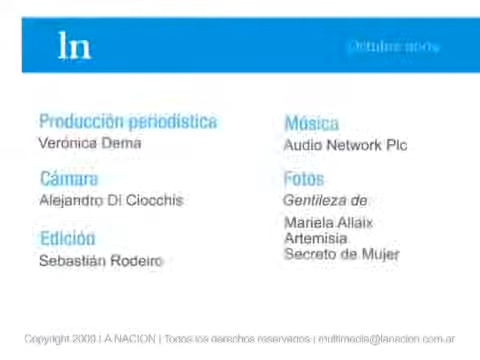 ln
Octubre 2009
Producción periodística
Verónica Dema
Cámara
Alejandro Di Ciocchis
Edición
Sebastián Rodeiro
Música
Audio Network Plc
Fotos
Gentileza de
Mariela Allaix
Artemisia
Secreto de Mujer
Copyright 2009 | LA NACION | Todos los derechos reservados | multimedia@lanacion.com.ar